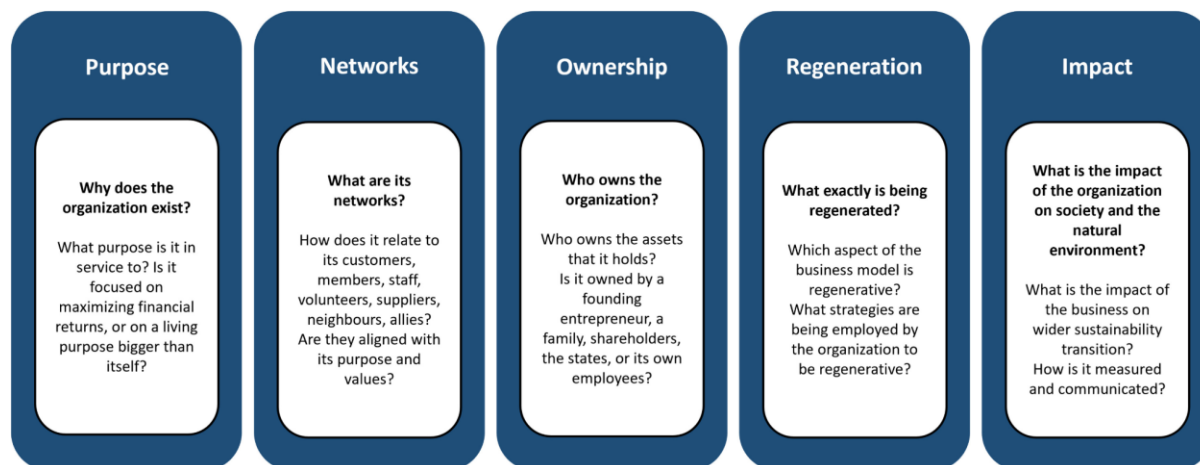 Purpose
Why does the
organization exist?
What purpose is it in
service to? Is it
focused on
maximizing financial
returns, or on a living
purpose bigger than
itself?
Networks
What are its
networks?
How does it relate to
its customers,
members, staff,
volunteers, suppliers,
neighbours, allies?
Are they aligned with
its purpose and
values?
Ownership
Who owns the
organization?
Who owns the assets
that it holds?
Is it owned by a
founding
entrepreneur, a
family, shareholders,
the states, or its own
employees?
Regeneration
What exactly is being
regenerated?
Which aspect of the
business model is
regenerative?
What strategies are
being employed by
the organization to
be regenerative?
Impact
What is the impact
of the organization
on society and the
natural
environment?
What is the impact of
the business on
wider sustainability
transition?
How is it measured
and communicated?